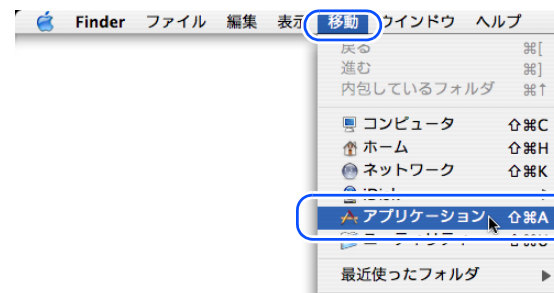 Finder ファイル 編集 表示 移動 ウインドウ ヘルプ
戻る ⌘[
進む ⌘]
内包しているフォルダ ⌘↑
コンピュータ ⇧⌘C
ホーム ⇧⌘H
ネットワーク ⇧⌘K
アプリケーション ⇧⌘A
最近使ったフォルダ ▶